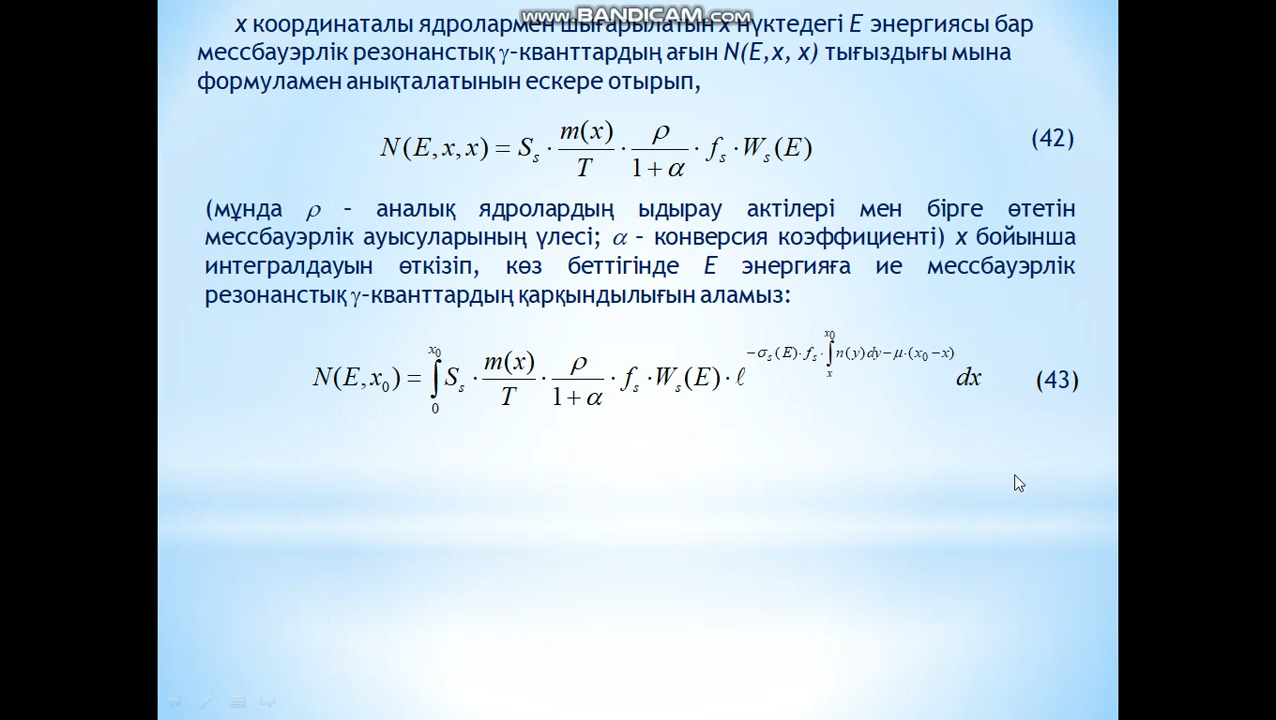 www.BANDICAM.com
x координаталы ядролармен шығарылатын x нүктедегі E энергиясы бар
мессбауэрлік резонанстық γ–кванттардың ағын N(E,x, x) тығыздығы мына
формуламен анықталатынын ескере отырып,
N(E, x, x) = S_s · m(x)/T · ρ/(1+α) · f_s · W_s(E) (42)
(мұнда ρ – аналық ядролардың ыдырау актілері мен бірге өтетін
мессбауэрлік ауысуларының үлесі; α – конверсия коэффициенті) x бойынша
интегралдауын өткізіп, көз беттігінде E энергияға ие мессбауэрлік
резонанстық γ–кванттардың қарқындылығын аламыз:
N(E, x_0) = ∫_0^{x_0} S_s · m(x)/T · ρ/(1+α) · f_s · W_s(E) · ℓ^{−σ_s(E)·f_s·∫_x^{x_0} n(y)dy−μ·(x_0−x)} dx (43)